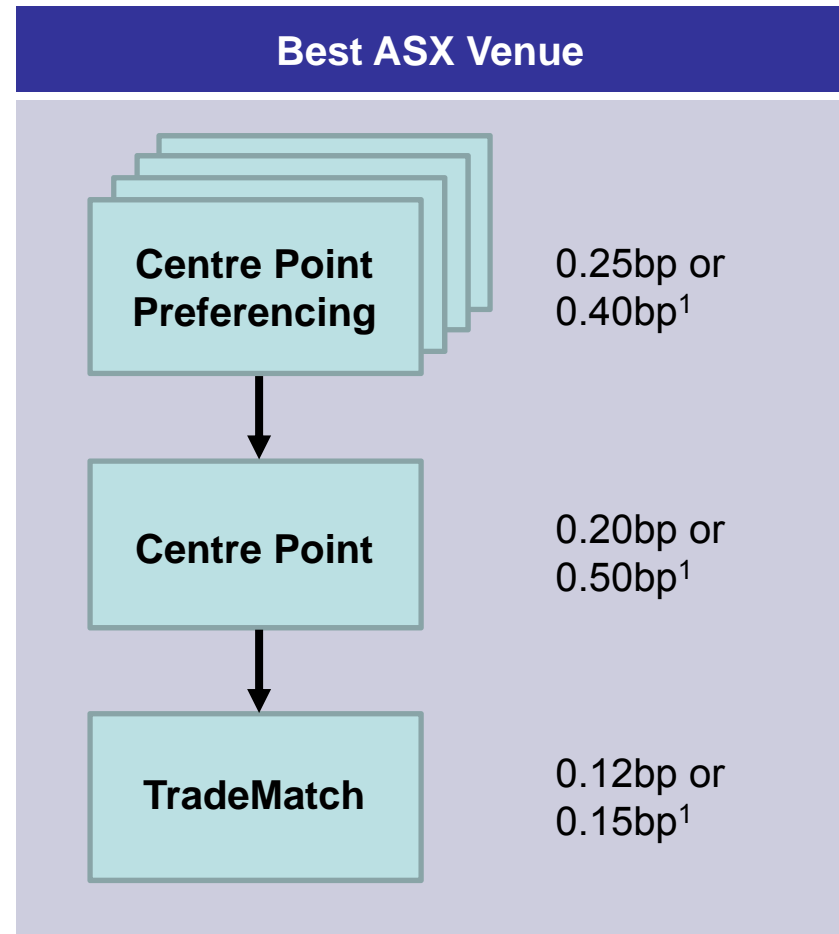 Best ASX Venue
Centre Point
Preferencing
0.25bp or
0.40bp¹
Centre Point
0.20bp or
0.50bp¹
TradeMatch
0.12bp or
0.15bp¹